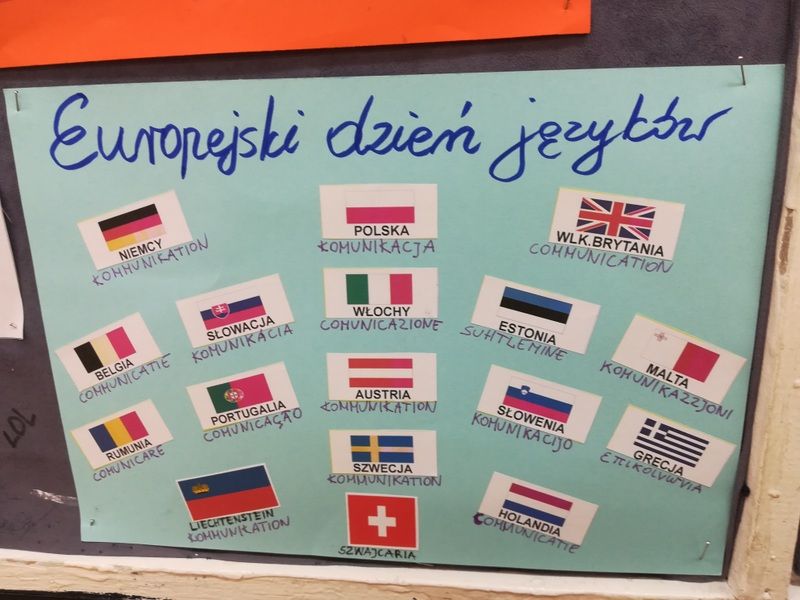 Europejski dzień języków
NIEMCY
KOMMUNIKATION
POLSKA
KOMUNIKACJA
WLK.BRYTANIA
COMMUNICATION
SŁOWACJA
KOMUNIKÁCIA
WŁOCHY
COMUNICAZIONE
ESTONIA
SUHTLEMINE
BELGIA
COMMUNICATIE
MALTA
KOMUNIKAZZJONI
PORTUGALIA
COMUNICAÇÃO
AUSTRIA
KOMMUNIKATION
SŁOWENIA
KOMUNIKACIJO
RUMUNIA
COMUNICARE
SZWECJA
KOMMUNIKATION
GRECJA
LIECHTENSTEIN
KOMMUNIKATION
SZWAJCARIA
HOLANDIA
COMMUNICATIE
LOL